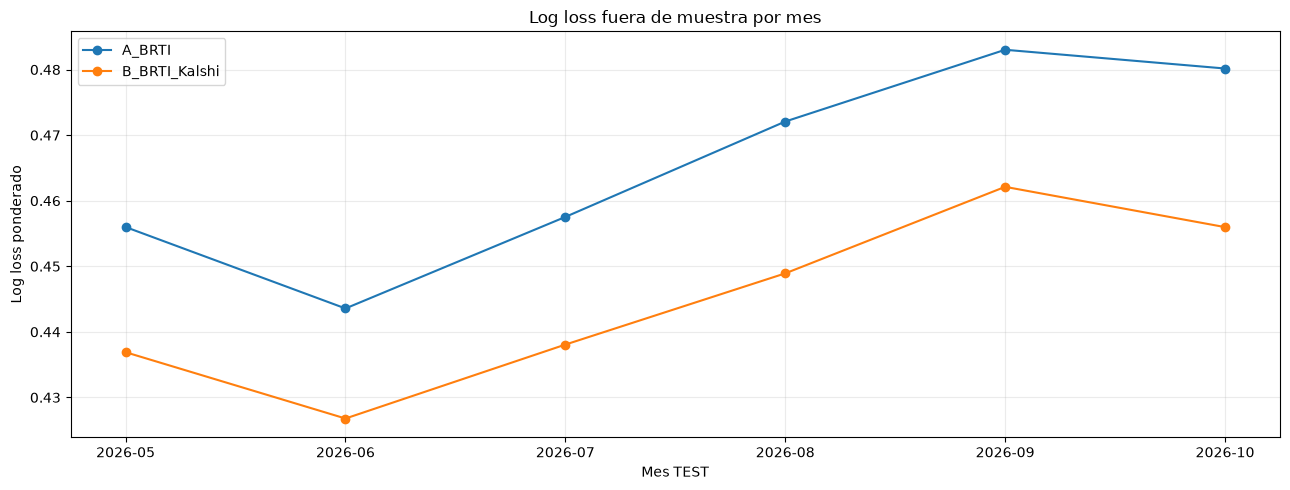 Log loss fuera de muestra por mes
A_BRTI
B_BRTI_Kalshi
Log loss ponderado
0.48
0.47
0.46
0.45
0.44
0.43
2026-05 2026-06 2026-07 2026-08 2026-09 2026-10
Mes TEST